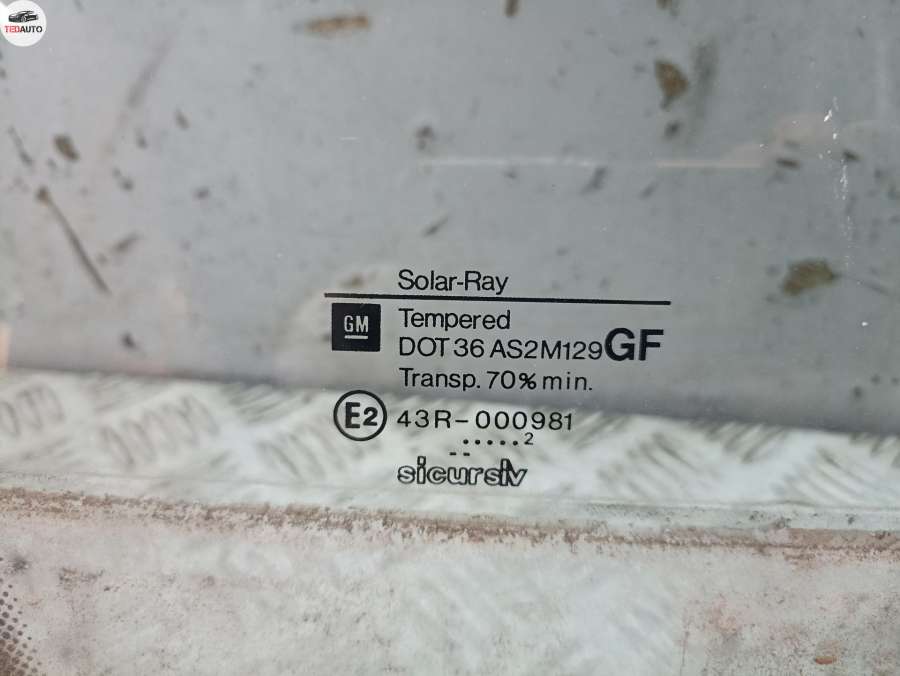 TEDAUTO
Solar-Ray
GM
Tempered
DOT 36 AS2M129 GF
Transp. 70% min.
E2 43R-000981
.....2
--
sicursiv